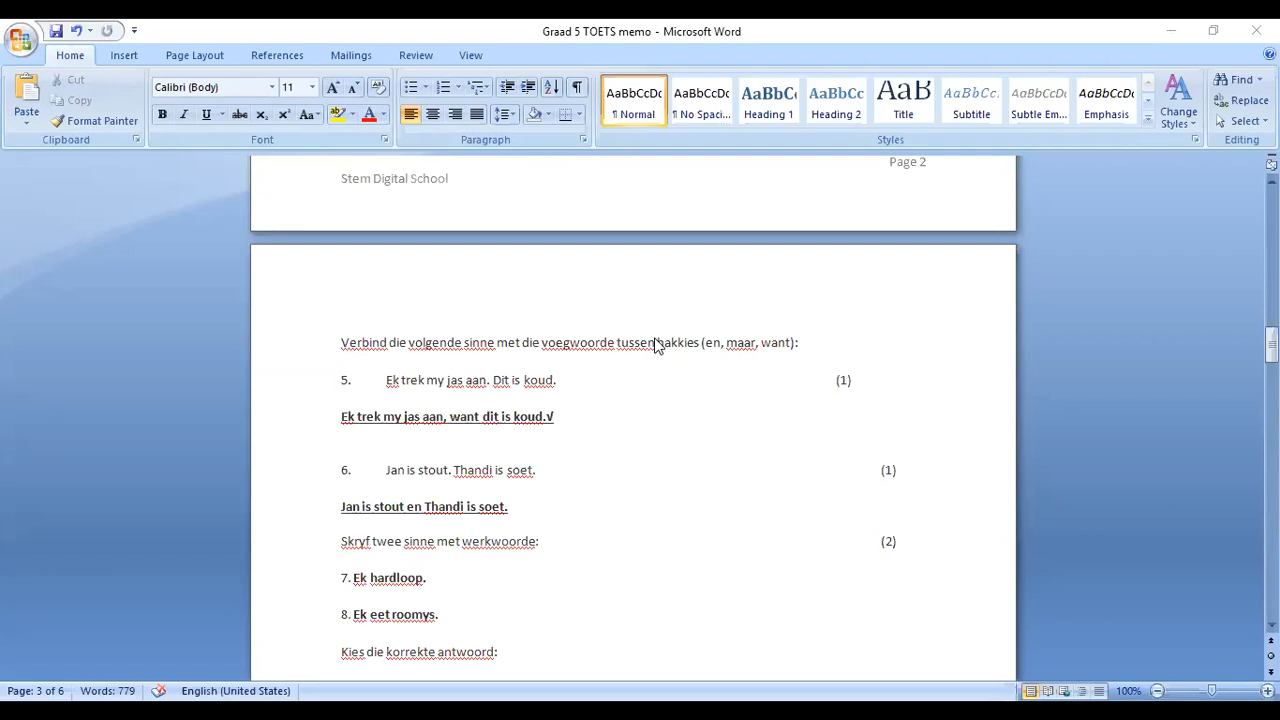 Graad 5 TOETS memo - Microsoft Word
Home Insert Page Layout References Mailings Review View
Paste
Cut
Copy
Format Painter
Clipboard
Calibri (Body) 11
B I U abc X₂ X² Aa
Font
Paragraph
AaBbCcDc AaBbCcDc AaBbC AaBbCc AaB AaBbCc. AaBbCcDc AaBbCcDc
¶ Normal ¶ No Spaci... Heading 1 Heading 2 Title Subtitle Subtle Em... Emphasis
Change Styles
Styles
Find
Replace
Select
Editing
Page 2
Stem Digital School
Verbind die volgende sinne met die voegwoorde tussen hakkies (en, maar, want):
5. Ek trek my jas aan. Dit is koud. (1)
Ek trek my jas aan, want dit is koud.√
6. Jan is stout. Thandi is soet. (1)
Jan is stout en Thandi is soet.
Skryf twee sinne met werkwoorde: (2)
7. Ek hardloop.
8. Ek eet roomys.
Kies die korrekte antwoord:
Page: 3 of 6 Words: 779 English (United States) 100%